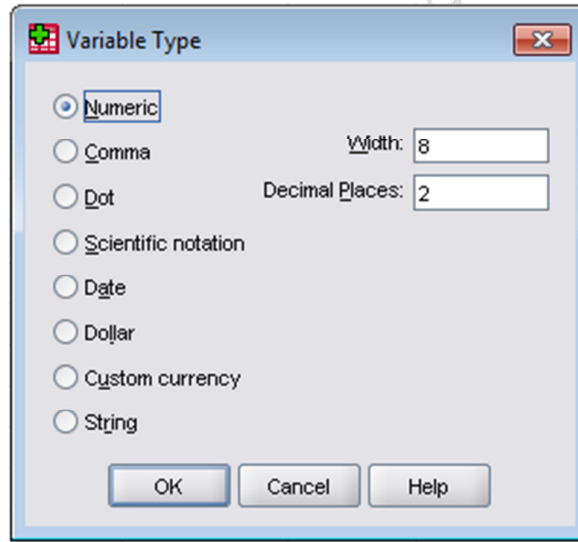 Variable Type
Numeric
Comma
Width: 8
Dot
Decimal Places: 2
Scientific notation
Date
Dollar
Custom currency
String
OK Cancel Help